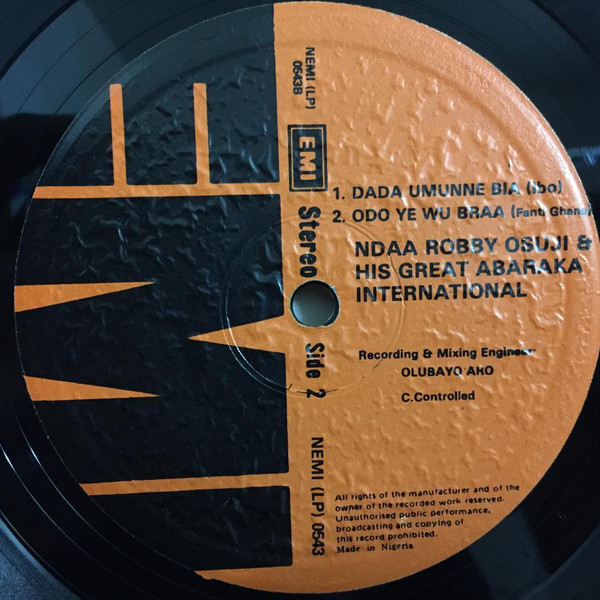 NEMI (LP)
0543B
EMI
Stereo
Side 2
NEMI (LP) 0543
1. DADA UMUNNE BIA (Ibo)
2. ODO YE WU BRAA (Fanti Ghana)
NDAA ROBBY OSUJI &
HIS GREAT ABARAKA
INTERNATIONAL
Recording & Mixing Engineer:
OLUBAYO AHO
C.Controlled
All rights of the manufacturer and of the
owner of the recorded work reserved.
Unauthorised public performance,
broadcasting and copying of
this record prohibited.
Made in Nigeria